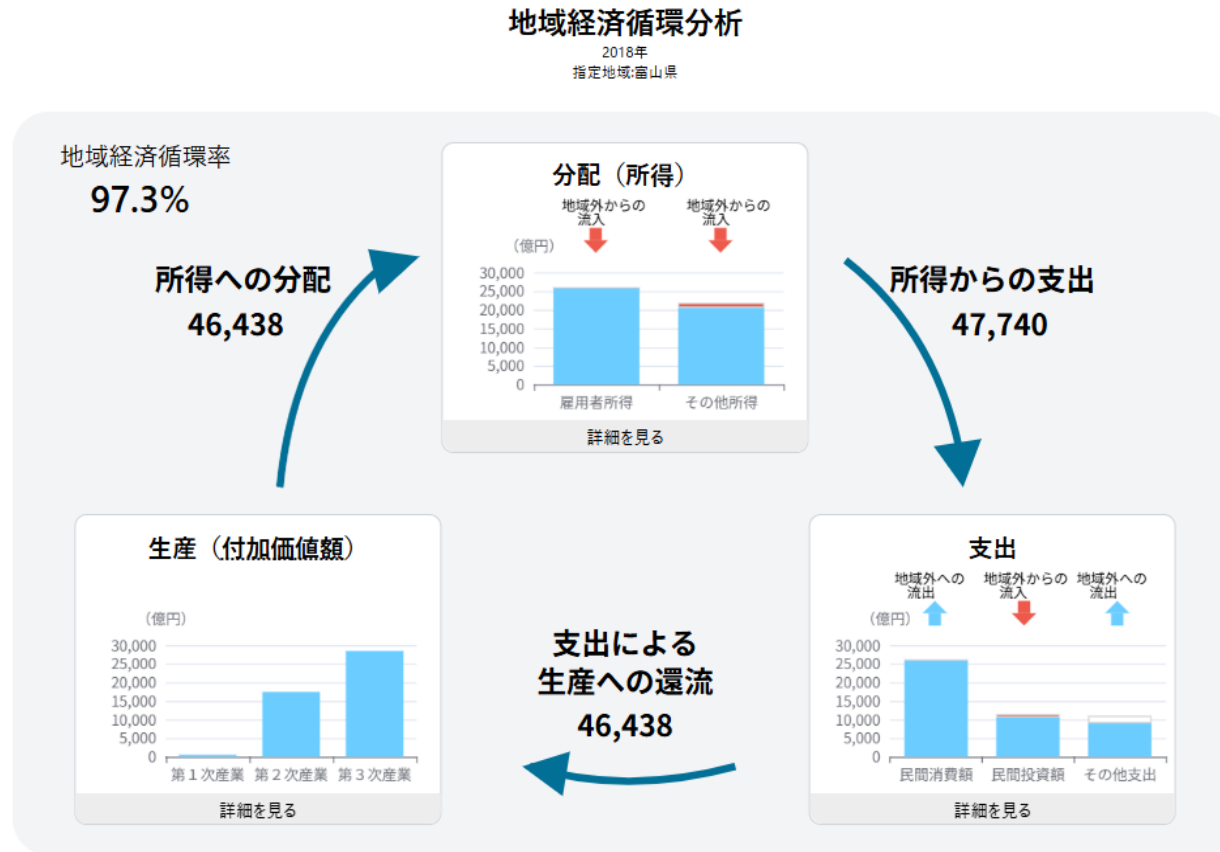 地域経済循環分析
2018年
指定地域:富山県
地域経済循環率
97.3%
分配（所得）
地域外からの
流入
地域外からの
流入
（億円）
30,000
25,000
20,000
15,000
10,000
5,000
0
雇用者所得
その他所得
詳細を見る
所得への分配
46,438
所得からの支出
47,740
生産（付加価値額）
（億円）
30,000
25,000
20,000
15,000
10,000
5,000
0
第１次産業
第２次産業
第３次産業
詳細を見る
支出による
生産への還流
46,438
支出
地域外への
流出
地域外からの
流入
地域外への
流出
（億円）
30,000
25,000
20,000
15,000
10,000
5,000
0
民間消費額
民間投資額
その他支出
詳細を見る